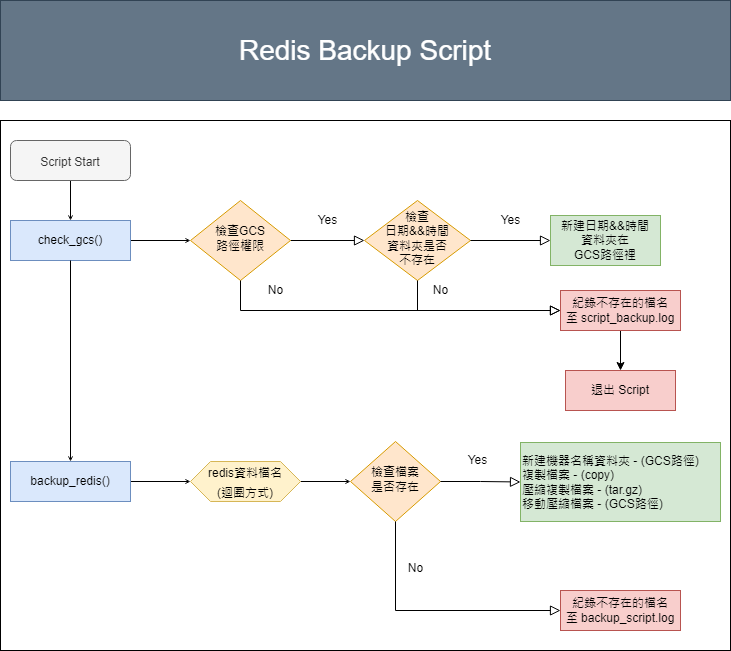 Redis Backup Script
Script Start
check_gcs()
檢查GCS
路徑權限
Yes
檢查
日期&&時間
資料夾是否
不存在
Yes
新建日期&&時間
資料夾在
GCS路徑裡
No
No
紀錄不存在的檔名
至 script_backup.log
退出 Script
backup_redis()
redis資料檔名
(迴圈方式)
檢查檔案
是否存在
Yes
新建機器名稱資料夾 - (GCS路徑)
複製檔案 - (copy)
壓縮複製檔案 - (tar.gz)
移動壓縮檔案 - (GCS路徑)
No
紀錄不存在的檔名
至 backup_script.log